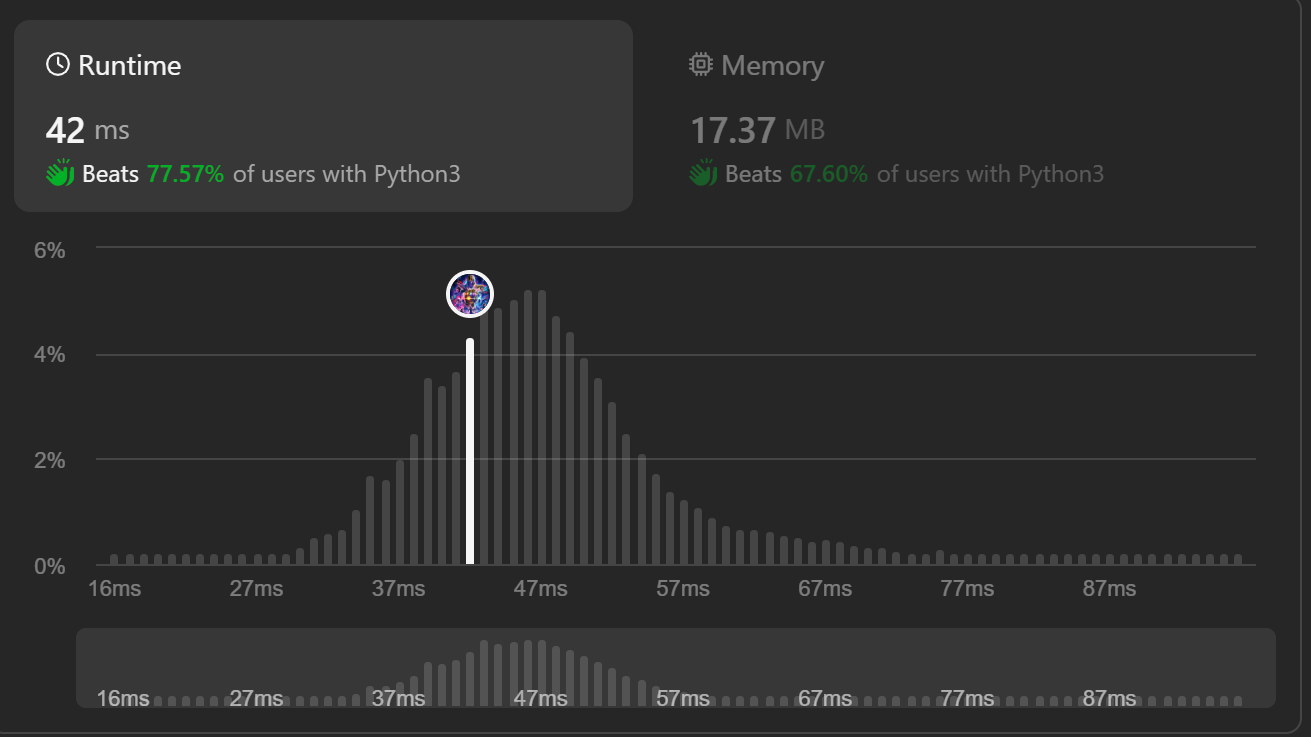 Runtime
42 ms
Beats 77.57% of users with Python3
Memory
17.37 MB
Beats 67.60% of users with Python3
6%
4%
2%
0%
16ms 27ms 37ms 47ms 57ms 67ms 77ms 87ms
16ms 27ms 37ms 47ms 57ms 67ms 77ms 87ms